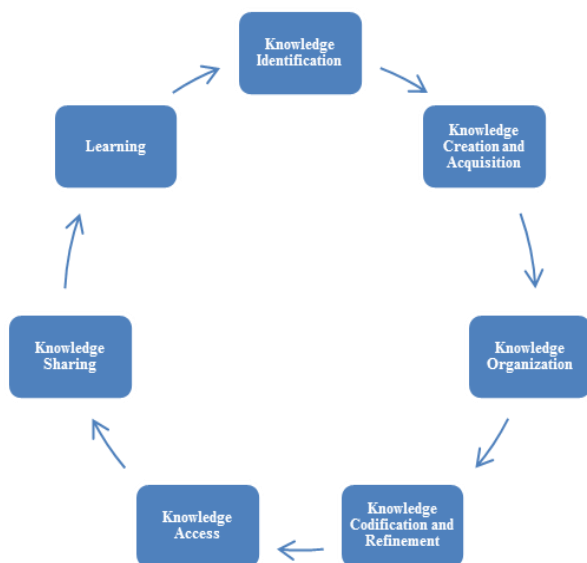 Knowledge
Identification
Knowledge
Creation and
Acquisition
Knowledge
Organization
Knowledge
Codification and
Refinement
Knowledge
Access
Knowledge
Sharing
Learning